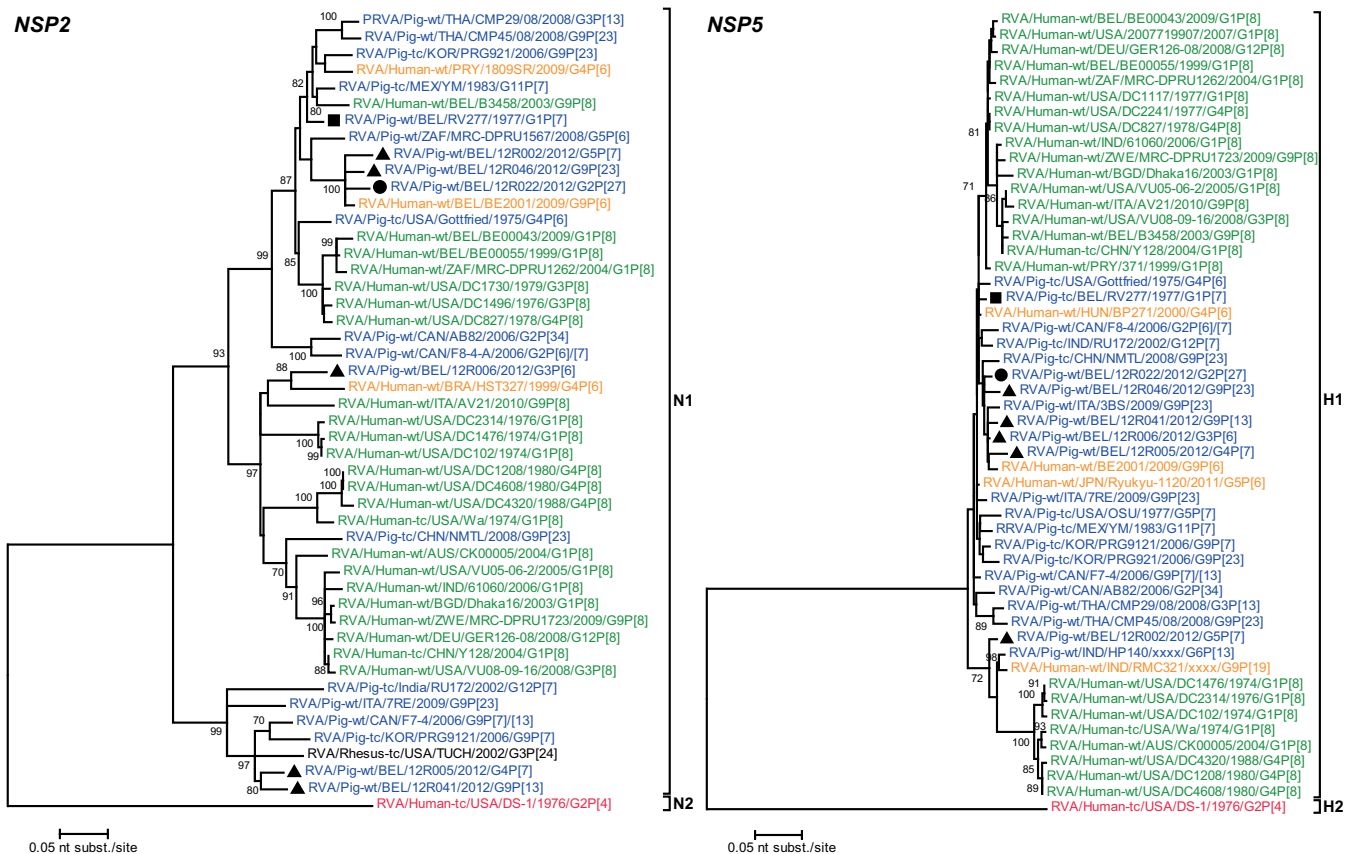 NSP2
100
PRVA/Pig-wt/THA/CMP29/08/2008/G3P[13]
RVA/Pig-wt/THA/CMP45/08/2008/G9P[23]
RVA/Pig-tc/KOR/PRG921/2006/G9P[23]
RVA/Human-wt/PRY/1809SR/2009/G4P[6]
82
RVA/Pig-tc/MEX/YM/1983/G11P[7]
RVA/Human-wt/BEL/B3458/2003/G9P[8]
80
RVA/Pig-wt/BEL/RV277/1977/G1P[7]
RVA/Pig-wt/ZAF/MRC-DPRU1567/2008/G5P[6]
RVA/Pig-wt/BEL/12R002/2012/G5P[7]
RVA/Pig-wt/BEL/12R046/2012/G9P[23]
87
RVA/Pig-wt/BEL/12R022/2012/G2P[27]
100
RVA/Human-wt/BEL/BE2001/2009/G9P[6]
RVA/Pig-tc/USA/Gottfried/1975/G4P[6]
99
RVA/Human-wt/BEL/BE00043/2009/G1P[8]
RVA/Human-wt/BEL/BE00055/1999/G1P[8]
99
85
RVA/Human-wt/ZAF/MRC-DPRU1262/2004/G1P[8]
RVA/Human-wt/USA/DC1730/1979/G3P[8]
100
RVA/Human-wt/USA/DC1496/1976/G3P[8]
RVA/Human-wt/USA/DC827/1978/G4P[8]
RVA/Pig-wt/CAN/AB82/2006/G2P[34]
93
100
RVA/Pig-wt/CAN/F8-4-A/2006/G2P[6]/[7]
88
RVA/Pig-wt/BEL/12R006/2012/G3P[6]
RVA/Human-wt/BRA/HST327/1999/G4P[6]
RVA/Human-wt/ITA/AV21/2010/G9P[8]
N1
RVA/Human-wt/USA/DC2314/1976/G1P[8]
100
RVA/Human-wt/USA/DC1476/1974/G1P[8]
99
RVA/Human-wt/USA/DC102/1974/G1P[8]
97
100
RVA/Human-wt/USA/DC1208/1980/G4P[8]
100
RVA/Human-wt/USA/DC4608/1980/G4P[8]
100
RVA/Human-wt/USA/DC4320/1988/G4P[8]
RVA/Human-tc/USA/Wa/1974/G1P[8]
RVA/Pig-tc/CHN/NMTL/2008/G9P[23]
RVA/Human-wt/AUS/CK00005/2004/G1P[8]
70
RVA/Human-wt/USA/VU05-06-2/2005/G1P[8]
91
RVA/Human-wt/IND/61060/2006/G1P[8]
96
RVA/Human-wt/BGD/Dhaka16/2003/G1P[8]
RVA/Human-wt/ZWE/MRC-DPRU1723/2009/G9P[8]
100
RVA/Human-wt/DEU/GER126-08/2008/G12P[8]
RVA/Human-tc/CHN/Y128/2004/G1P[8]
88
RVA/Human-wt/USA/VU08-09-16/2008/G3P[8]
RVA/Pig-tc/India/RU172/2002/G12P[7]
RVA/Pig-wt/ITA/7RE/2009/G9P[23]
70
RVA/Pig-wt/CAN/F7-4/2006/G9P[7]/[13]
99
RVA/Pig-tc/KOR/PRG9121/2006/G9P[7]
RVA/Rhesus-tc/USA/TUCH/2002/G3P[24]
97
RVA/Pig-wt/BEL/12R005/2012/G4P[7]
80
RVA/Pig-wt/BEL/12R041/2012/G9P[13]
RVA/Human-tc/USA/DS-1/1976/G2P[4]
N2
0.05 nt subst./site
NSP5
RVA/Human-wt/BEL/BE00043/2009/G1P[8]
RVA/Human-wt/USA/2007719907/2007/G1P[8]
RVA/Human-wt/DEU/GER126-08/2008/G12P[8]
RVA/Human-wt/BEL/BE00055/1999/G1P[8]
RVA/Human-wt/ZAF/MRC-DPRU1262/2004/G1P[8]
RVA/Human-wt/USA/DC1117/1977/G1P[8]
RVA/Human-wt/USA/DC2241/1977/G4P[8]
81
RVA/Human-wt/USA/DC827/1978/G4P[8]
RVA/Human-wt/IND/61060/2006/G1P[8]
RVA/Human-wt/ZWE/MRC-DPRU1723/2009/G9P[8]
RVA/Human-wt/BGD/Dhaka16/2003/G1P[8]
71
RVA/Human-wt/USA/VU05-06-2/2005/G1P[8]
86
RVA/Human-wt/ITA/AV21/2010/G9P[8]
RVA/Human-wt/USA/VU08-09-16/2008/G3P[8]
RVA/Human-wt/BEL/B3458/2003/G9P[8]
RVA/Human-tc/CHN/Y128/2004/G1P[8]
RVA/Human-wt/PRY/371/1999/G1P[8]
RVA/Pig-tc/USA/Gottfried/1975/G4P[6]
RVA/Pig-tc/BEL/RV277/1977/G1P[7]
RVA/Human-wt/HUN/BP271/2000/G4P[6]
RVA/Pig-wt/CAN/F8-4/2006/G2P[6]/[7]
RVA/Pig-tc/IND/RU172/2002/G12P[7]
RVA/Pig-tc/CHN/NMTL/2008/G9P[23]
RVA/Pig-wt/BEL/12R022/2012/G2P[27]
RVA/Pig-wt/BEL/12R046/2012/G9P[23]
H1
RVA/Pig-wt/ITA/3BS/2009/G9P[23]
RVA/Pig-wt/BEL/12R041/2012/G9P[13]
RVA/Pig-wt/BEL/12R006/2012/G3P[6]
RVA/Pig-wt/BEL/12R005/2012/G4P[7]
RVA/Human-wt/BE2001/2009/G9P[6]
RVA/Human-wt/JPN/Ryukyu-1120/2011/G5P[6]
RVA/Pig-wt/ITA/7RE/2009/G9P[23]
RVA/Pig-tc/USA/OSU/1977/G5P[7]
RRVA/Pig-tc/MEX/YM/1983/G11P[7]
RVA/Pig-tc/KOR/PRG9121/2006/G9P[7]
RVA/Pig-tc/KOR/PRG921/2006/G9P[23]
RVA/Pig-wt/CAN/F7-4/2006/G9P[7]/[13]
RVA/Pig-wt/CAN/AB82/2006/G2P[34]
RVA/Pig-wt/THA/CMP29/08/2008/G3P[13]
89
RVA/Pig-wt/THA/CMP45/08/2008/G9P[23]
RVA/Pig-wt/BEL/12R002/2012/G5P[7]
98
RVA/Pig-wt/IND/HP140/xxxx/G6P[13]
72
RVA/Human-wt/IND/RMC321/xxxx/G9P[19]
91
RVA/Human-wt/USA/DC1476/1974/G1P[8]
100
RVA/Human-wt/USA/DC2314/1976/G1P[8]
RVA/Human-wt/USA/DC102/1974/G1P[8]
93
RVA/Human-tc/USA/Wa/1974/G1P[8]
100
RVA/Human-wt/AUS/CK00005/2004/G1P[8]
RVA/Human-wt/USA/DC4320/1988/G4P[8]
85
RVA/Human-wt/USA/DC1208/1980/G4P[8]
89
RVA/Human-wt/USA/DC4608/1980/G4P[8]
RVA/Human-tc/USA/DS-1/1976/G2P[4]
H2
0.05 nt subst./site